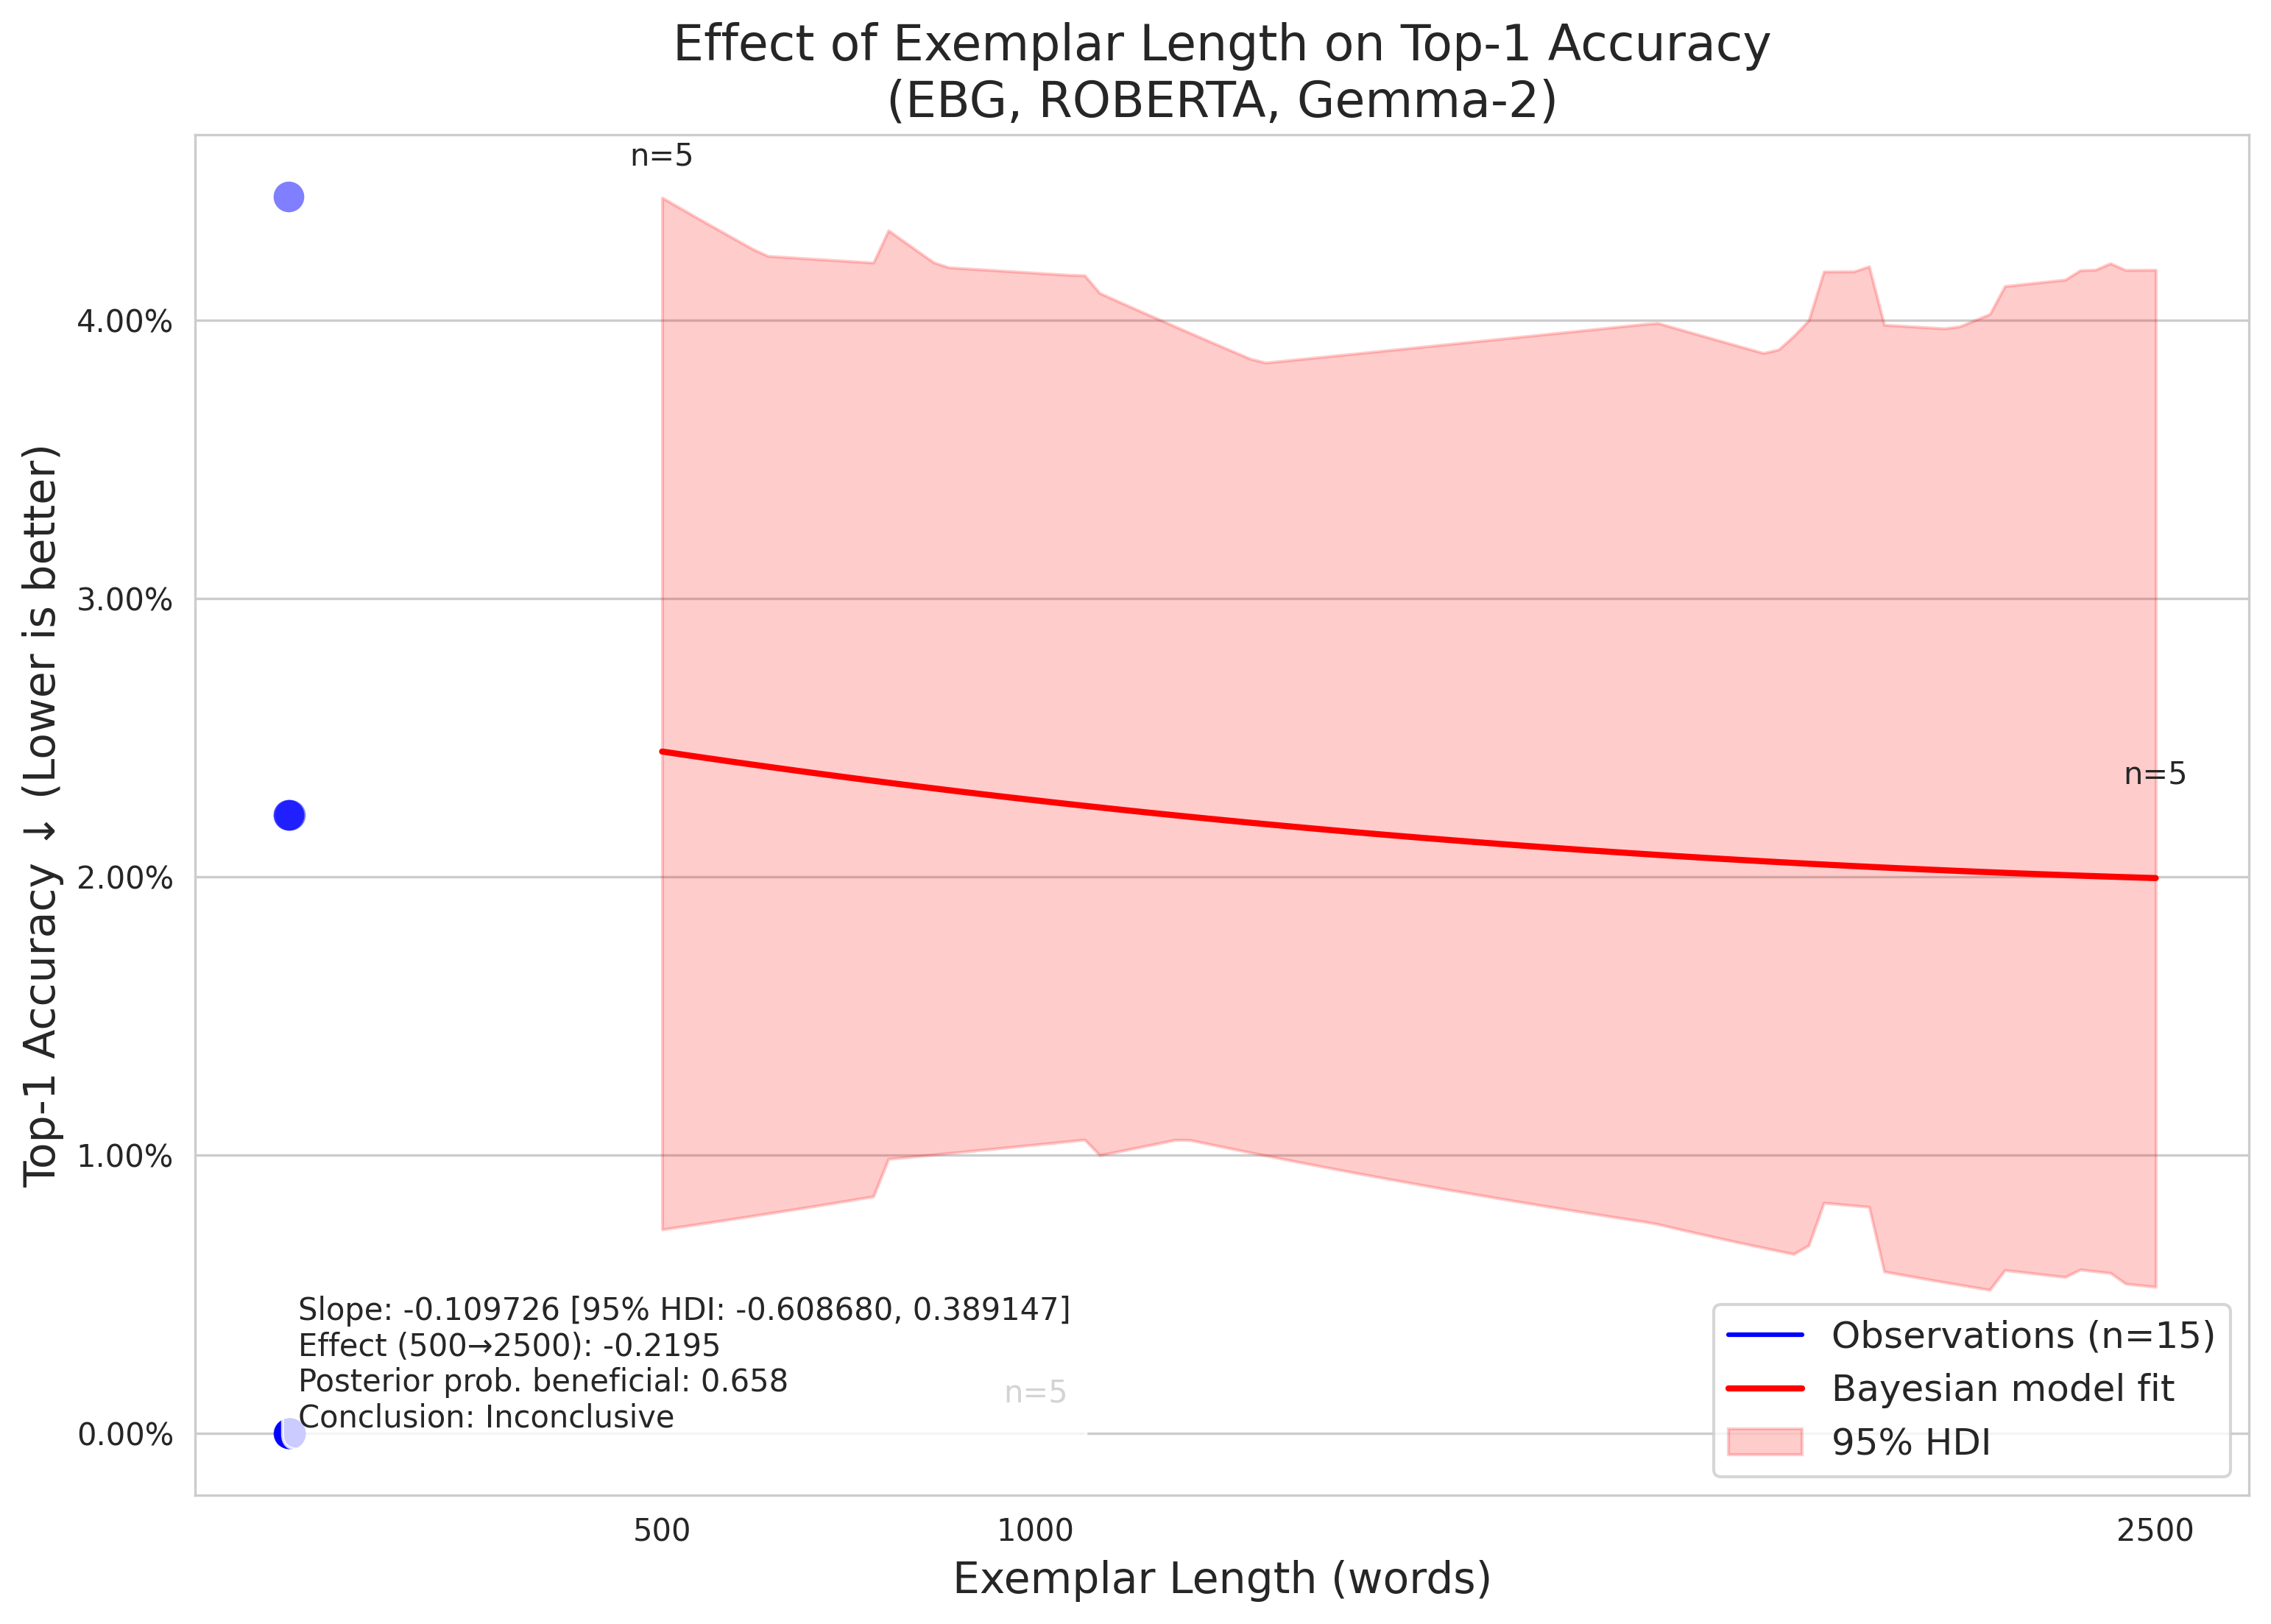 Effect of Exemplar Length on Top-1 Accuracy
(EBG, ROBERTA, Gemma-2)
Top-1 Accuracy ↓ (Lower is better)
4.00%
3.00%
2.00%
1.00%
0.00%
n=5
n=5
n=5
Slope: -0.109726 [95% HDI: -0.608680, 0.389147]
Effect (500→2500): -0.2195
Posterior prob. beneficial: 0.658
Conclusion: Inconclusive
Observations (n=15)
Bayesian model fit
95% HDI
500
1000
2500
Exemplar Length (words)